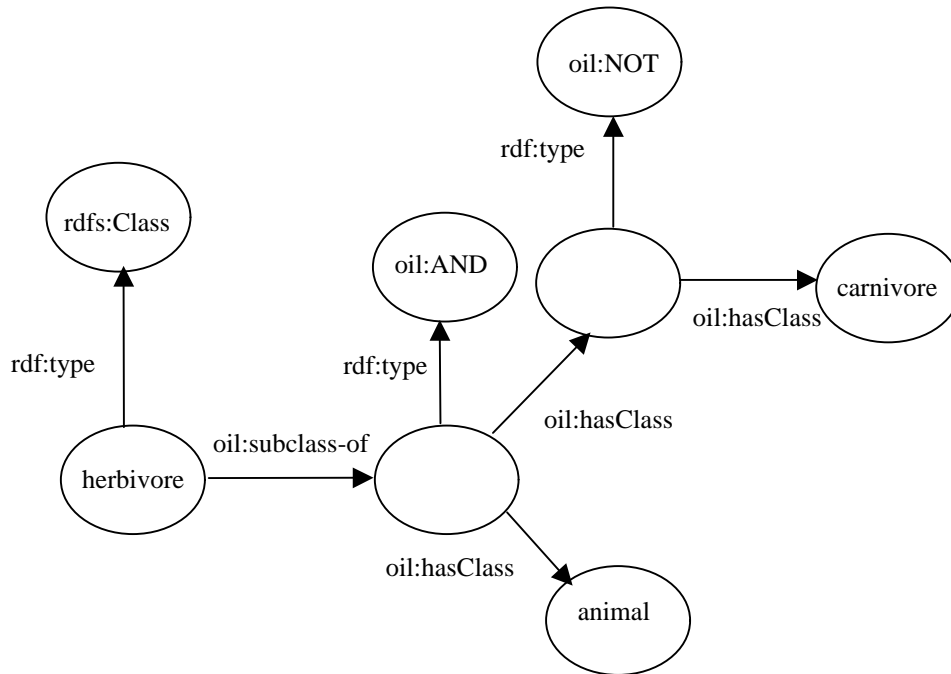 oil:NOT
rdf:type
rdfs:Class
oil:AND
carnivore
oil:hasClass
rdf:type
rdf:type
oil:hasClass
oil:subclass-of
herbivore
oil:hasClass
animal